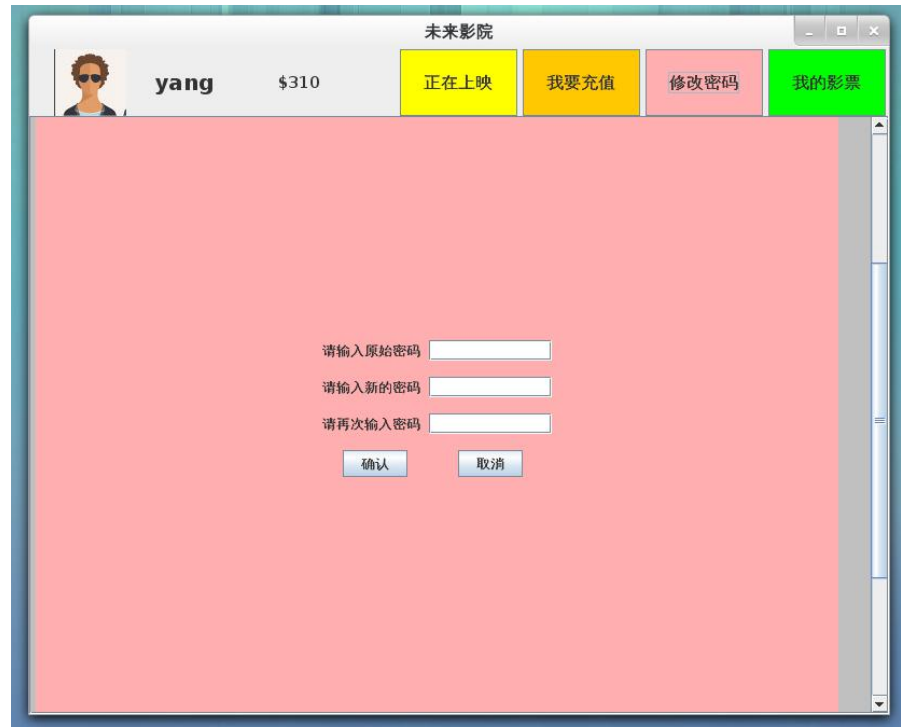 未来影院
yang $310 正在上映 我要充值 修改密码 我的影票
请输入原始密码
请输入新的密码
请再次输入密码
确认 取消